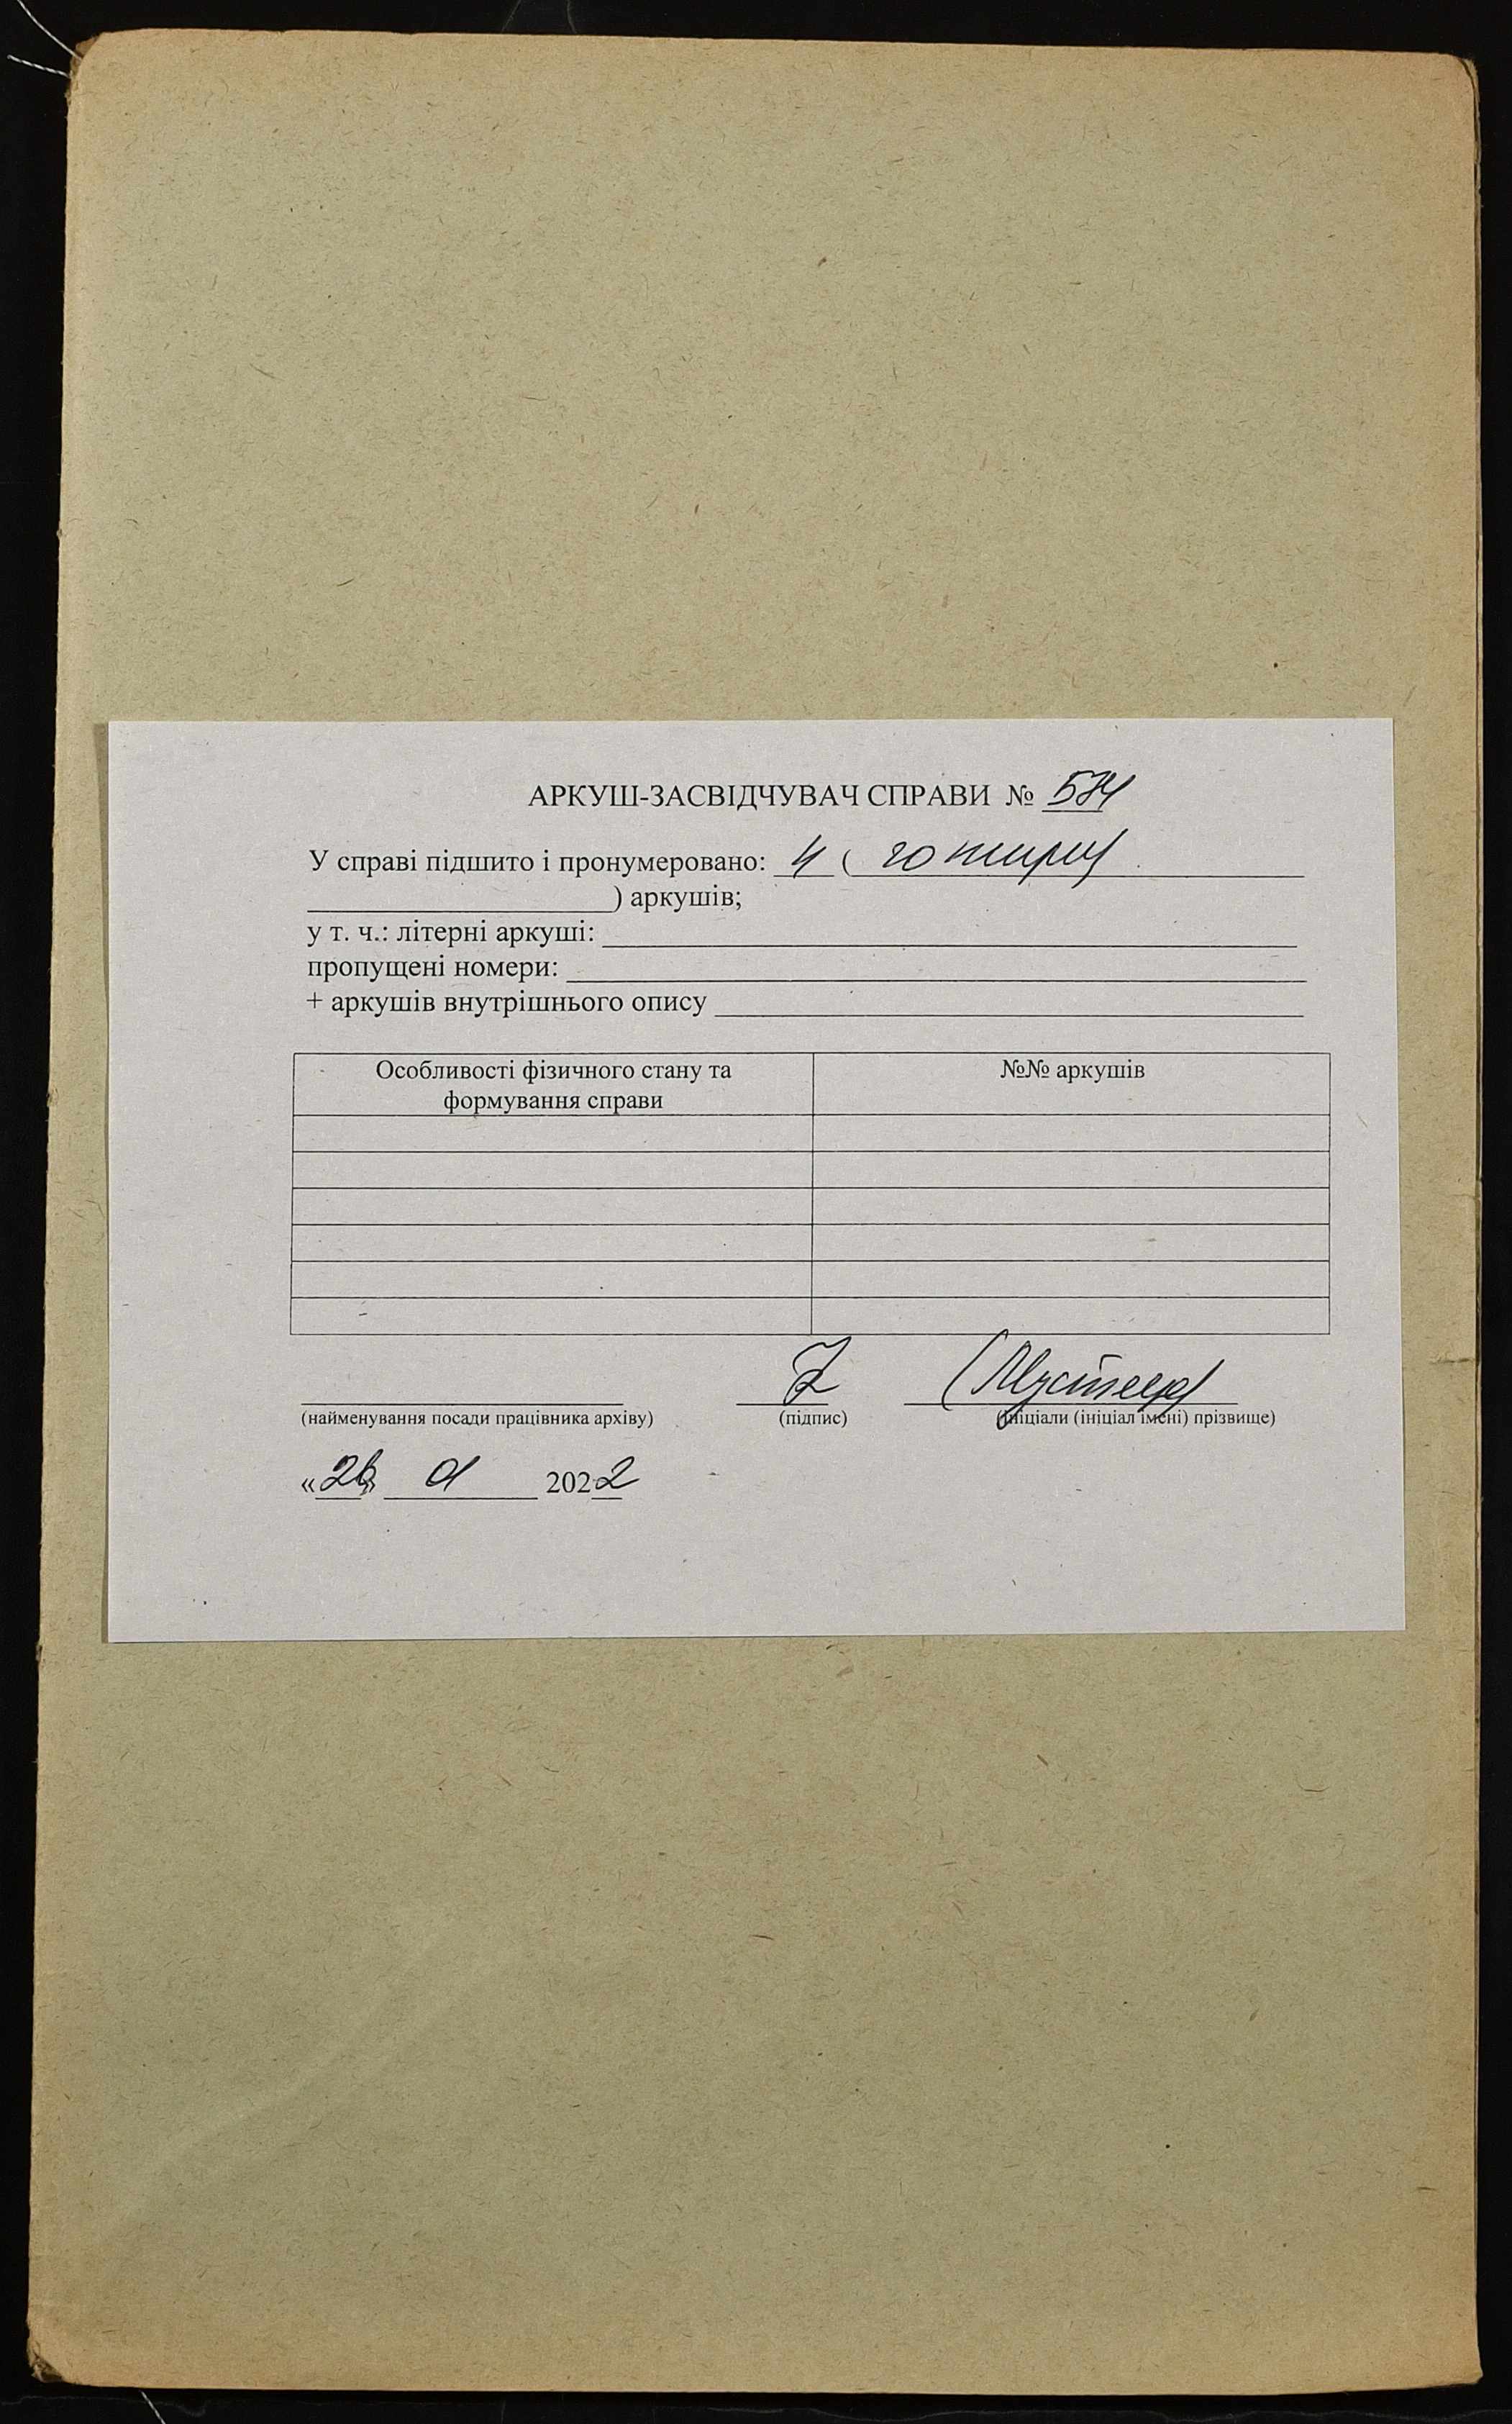 АРКУШ-ЗАСВІДЧУВАЧ СПРАВИ № 584
У справі підшито і пронумеровано: 4 ( чотири
) аркушів;
у т. ч.: літерні аркуші:
пропущені номери:
+ аркушів внутрішнього опису
Особливості фізичного стану та
формування справи
№№ аркушів
(найменування посади працівника архіву)
(підпис)
(ініціали (ініціал імені) прізвище)
«26» 01 2022